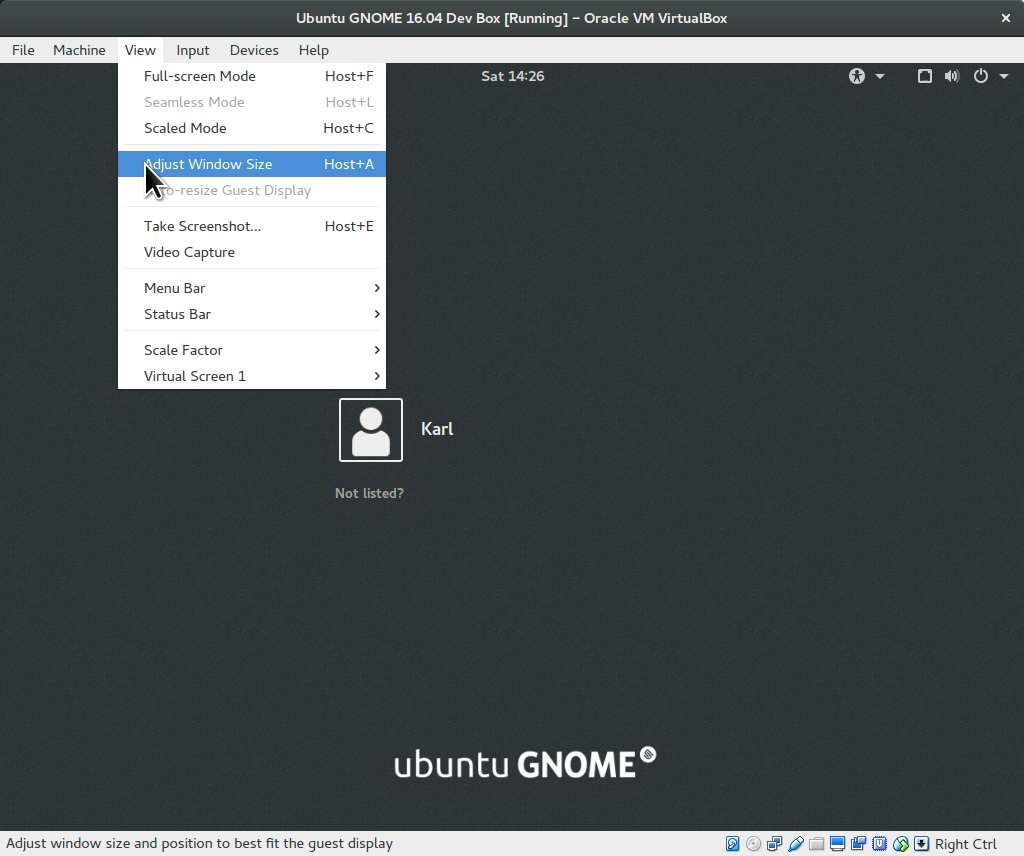 Ubuntu GNOME 16.04 Dev Box [Running] – Oracle VM VirtualBox
File Machine View Input Devices Help
Sat 14:26
Full-screen Mode Host+F
Seamless Mode Host+L
Scaled Mode Host+C
Adjust Window Size Host+A
to-resize Guest Display
Take Screenshot... Host+E
Video Capture
Menu Bar
Status Bar
Scale Factor
Virtual Screen 1
Karl
Not listed?
ubuntu GNOME
Adjust window size and position to best fit the guest display Right Ctrl